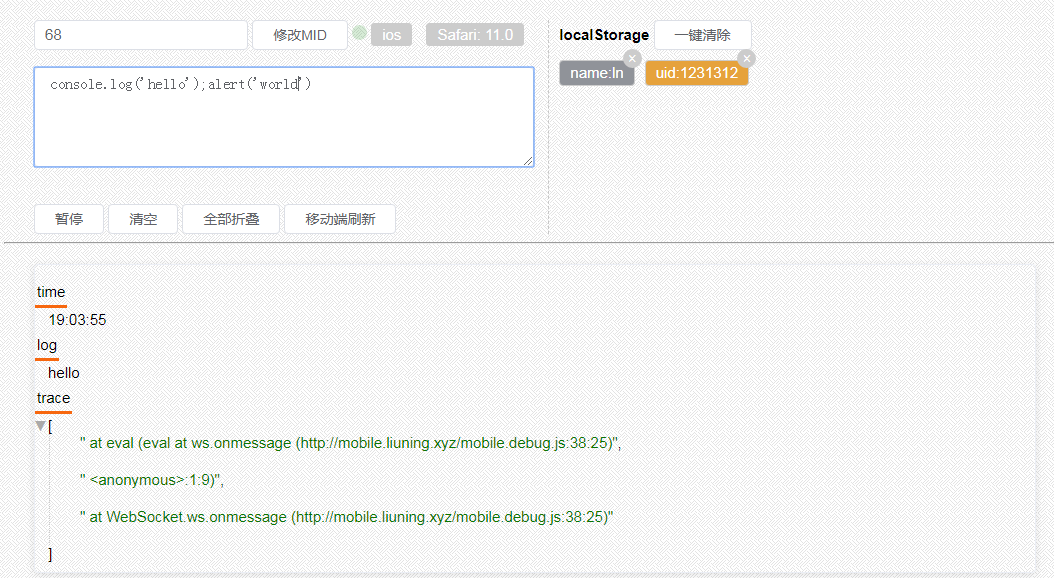 68 修改MID ios Safari: 11.0
localStorage 一键清除
name:ln × uid:1231312 ×
console.log('hello');alert('world')
暂停 清空 全部折叠 移动端刷新
time
19:03:55
log
hello
trace
[
" at eval (eval at ws.onmessage (http://mobile.liuning.xyz/mobile.debug.js:38:25)",
" <anonymous>:1:9)",
" at WebSocket.ws.onmessage (http://mobile.liuning.xyz/mobile.debug.js:38:25)"
]